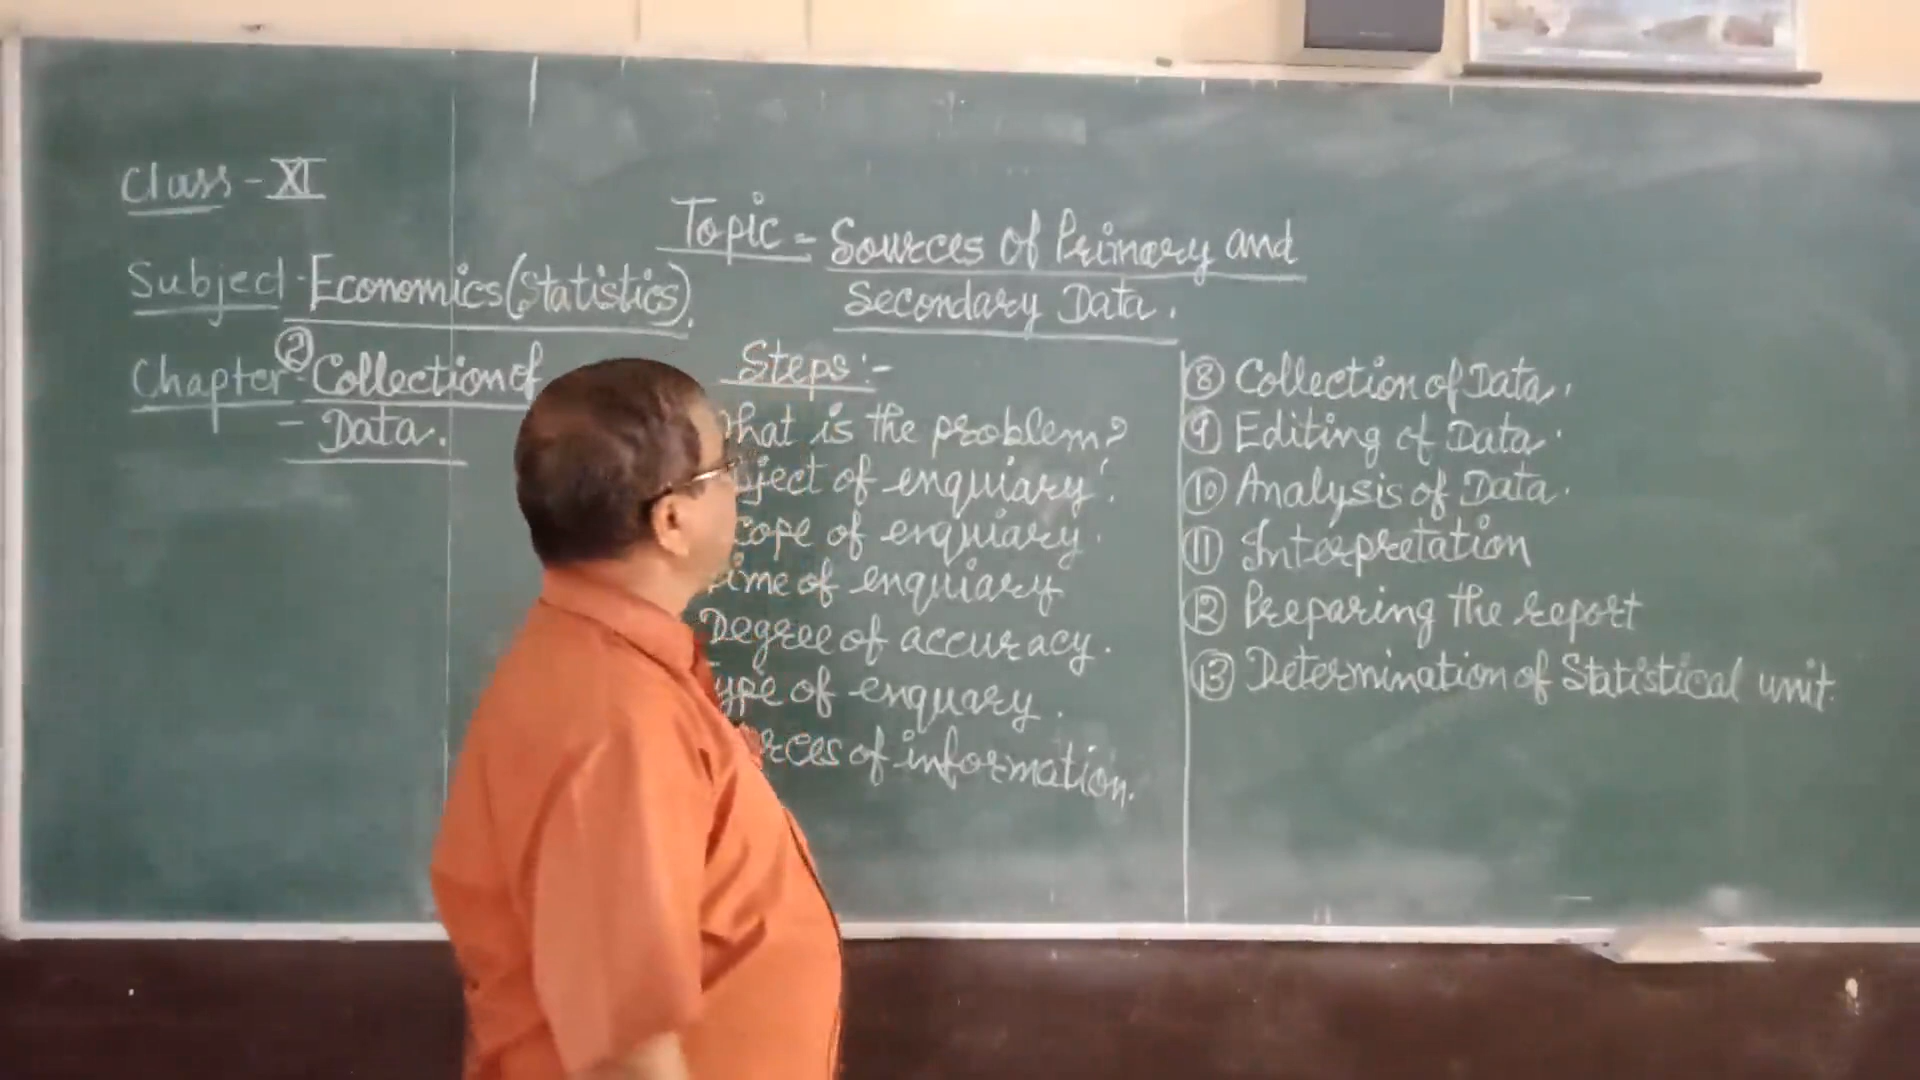 Class - XI
Subject - Economics (Statistics).
Chapter - ② Collection of
- Data.
Topic = Sources of Primary and
Secondary Data.
Steps :-
What is the problem?
ject of enquiary.
cope of enquiary.
ime of enquiary
Degree of accuracy.
ype of enquary.
rces of information.
⑧ Collection of Data.
⑨ Editing of Data.
⑩ Analysis of Data.
⑪ Interpretation
⑫ Preparing the report
⑬ Determination of Statistical unit.